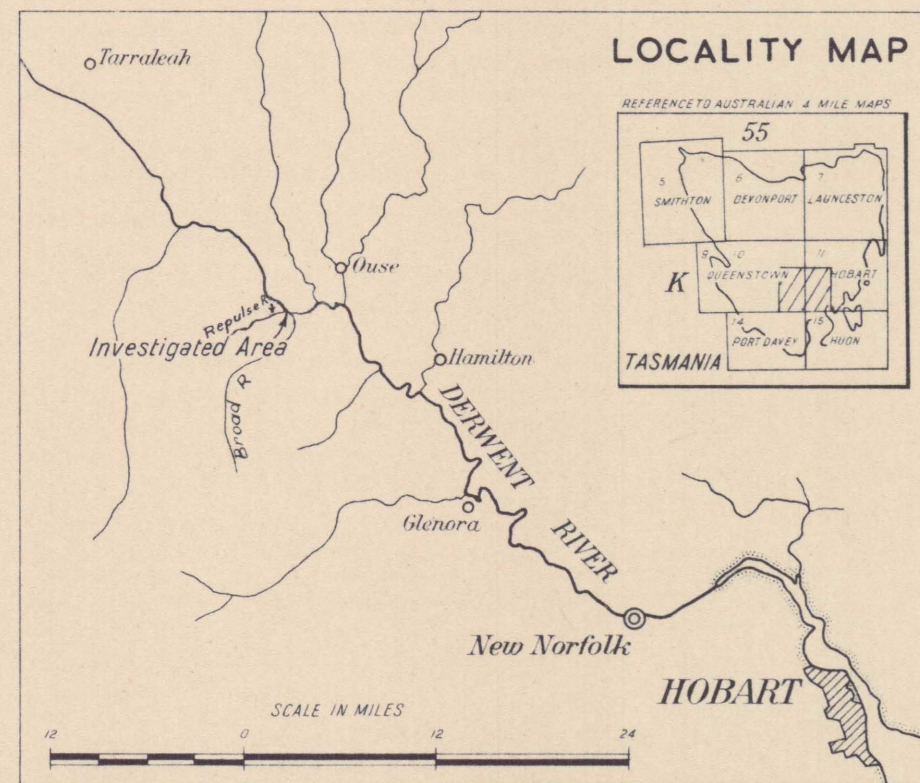 LOCALITY MAP
REFERENCE TO AUSTRALIAN 4 MILE MAPS
55
5
SMITHTON
6
DEVONPORT
7
LAUNCESTON
K
9
10
QUEENSTOWN
11
HOBART
14
PORT DAVEY
15
HUON
TASMANIA
Tarraleah
Ouse
Repulse R
Investigated Area
Broad R
Hamilton
DERWENT
RIVER
Glenora
New Norfolk
HOBART
SCALE IN MILES
12 0 12 24